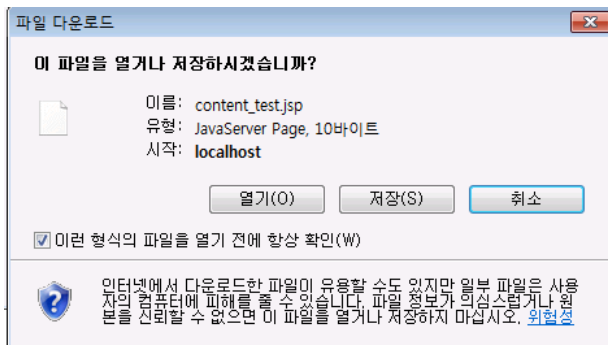 파일 다운로드
이 파일을 열거나 저장하시겠습니까?
이름: content_test.jsp
유형: JavaServer Page, 10바이트
시작: localhost
열기(O) 저장(S) 취소
이런 형식의 파일을 열기 전에 항상 확인(W)
인터넷에서 다운로드한 파일이 유용할 수도 있지만 일부 파일은 사용
자의 컴퓨터에 피해를 줄 수 있습니다. 파일 정보가 의심스럽거나 원
본을 신뢰할 수 없으면 이 파일을 열거나 저장하지 마십시오. 위험성